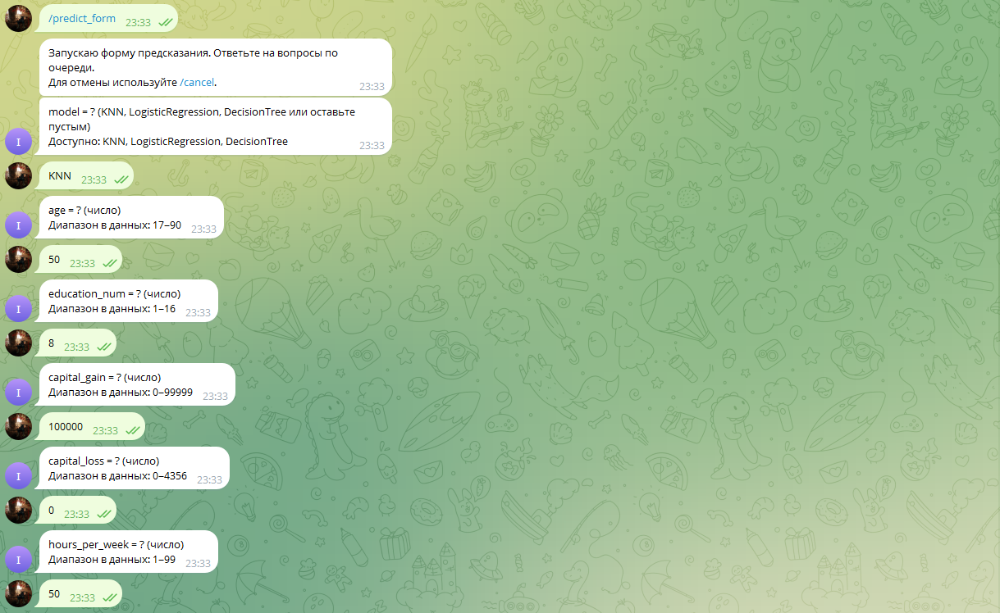 /predict_form 23:33
Запускаю форму предсказания. Ответьте на вопросы по
очереди.
Для отмены используйте /cancel.
23:33
model = ? (KNN, LogisticRegression, DecisionTree или оставьте
пустым)
Доступно: KNN, LogisticRegression, DecisionTree
23:33
I
KNN 23:33
age = ? (число)
Диапазон в данных: 17–90 23:33
I
50 23:33
education_num = ? (число)
Диапазон в данных: 1–16 23:33
I
8 23:33
capital_gain = ? (число)
Диапазон в данных: 0–99999 23:33
I
100000 23:33
capital_loss = ? (число)
Диапазон в данных: 0–4356 23:33
I
0 23:33
hours_per_week = ? (число)
Диапазон в данных: 1–99 23:33
I
50 23:33